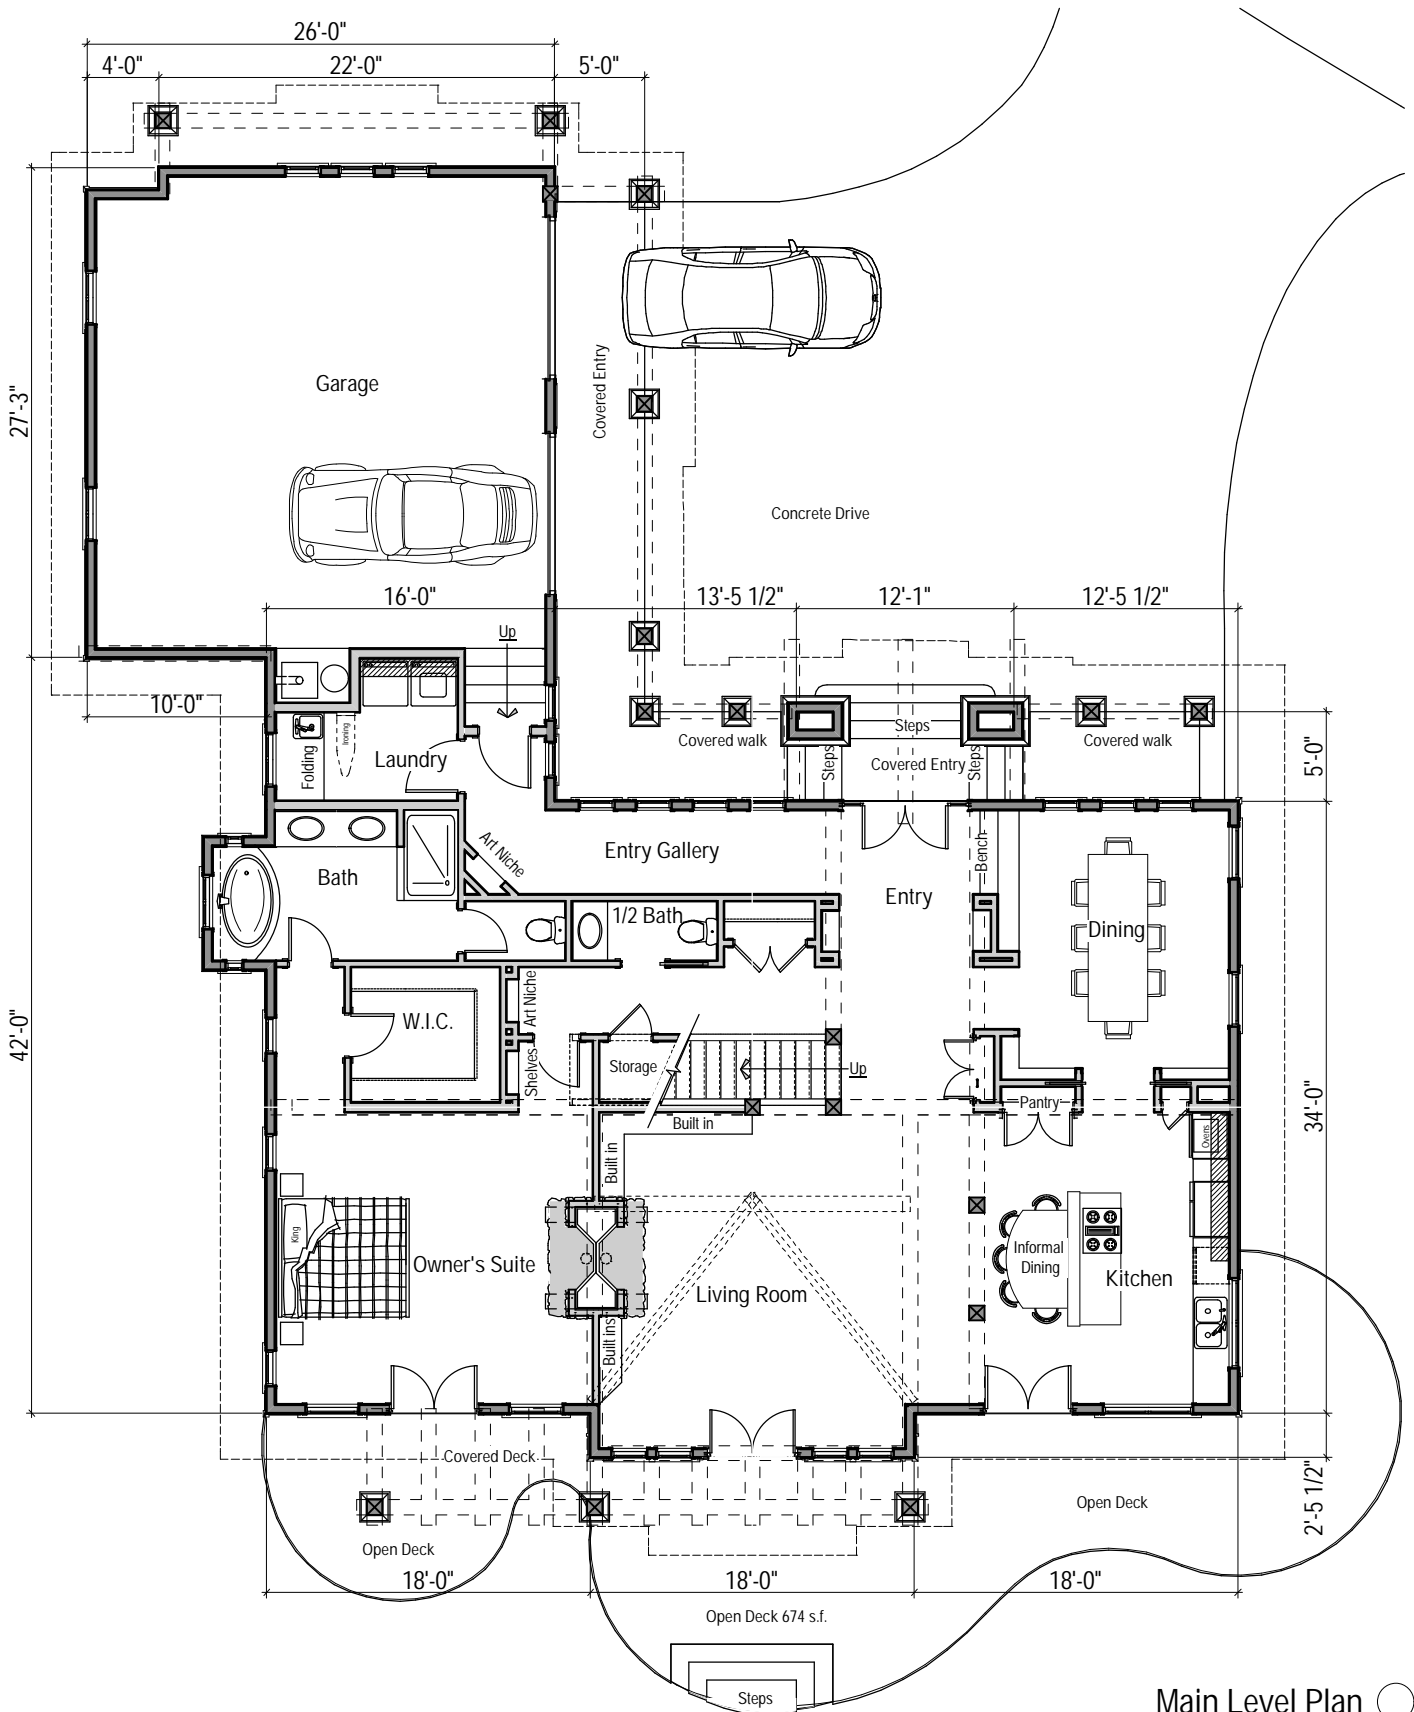 26'-0"
4'-0"
22'-0"
5'-0"
Garage
Covered Entry
27'-3"
Concrete Drive
16'-0"
13'-5 1/2"
12'-1"
12'-5 1/2"
Up
10'-0"
Ironing
Folding
Laundry
Covered walk
Steps
Covered walk
Steps
Covered Entry
Steps
5'-0"
Art Niche
Entry Gallery
Bench
Bath
Entry
1/2 Bath
Dining
42'-0"
Art Niche
W.I.C.
Shelves
Storage
Up
Pantry
34'-0"
Built in
Ovens
Built in
King
Owner's Suite
Informal
Dining
Kitchen
Living Room
Built ins
Covered Deck
Open Deck
2'-5 1/2"
Open Deck
18'-0"
18'-0"
18'-0"
Open Deck 674 s.f.
Steps
Main Level Plan